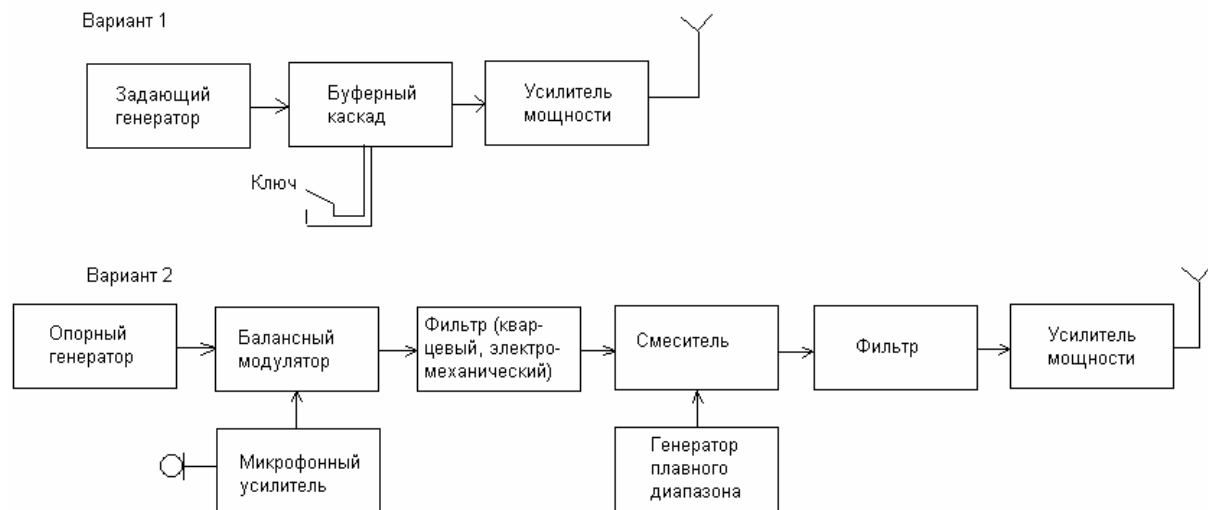 Вариант 1
Задающий
генератор
Буферный
каскад
Усилитель
мощности
Ключ
Вариант 2
Опорный
генератор
Балансный
модулятор
Фильтр (квар-
цевый, электро-
механический)
Смеситель
Фильтр
Усилитель
мощности
Микрофонный
усилитель
Генератор
плавного
диапазона